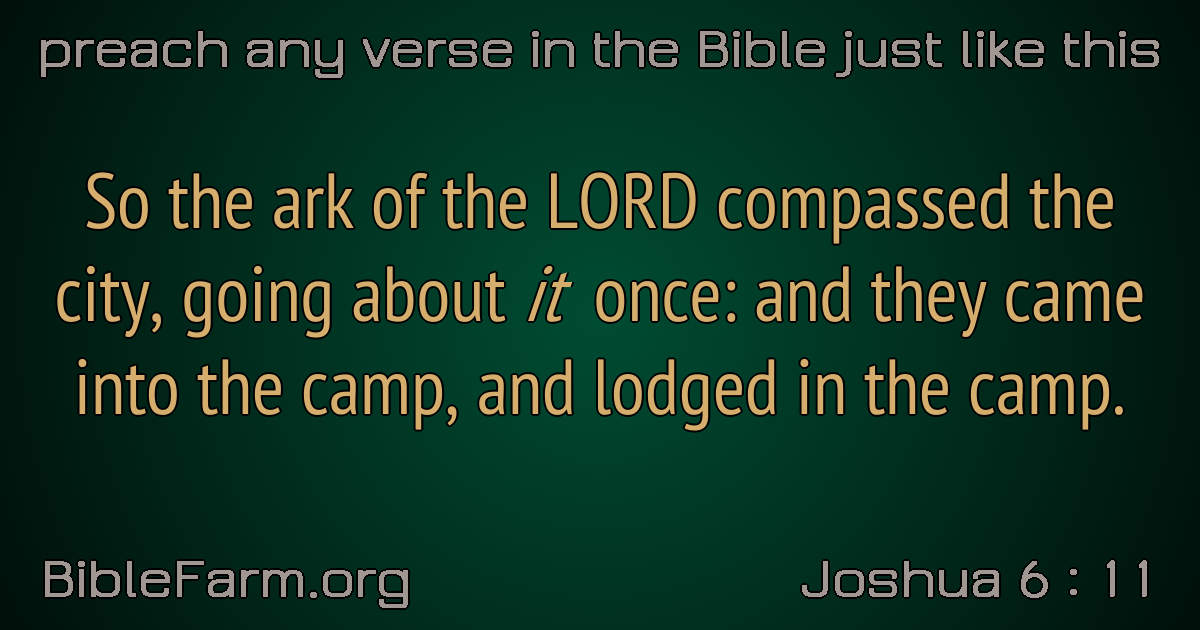 preach any verse in the Bible just like this
So the ark of the LORD compassed the
city, going about it once: and they came
into the camp, and lodged in the camp.
BibleFarm.org
Joshua 6 : 11